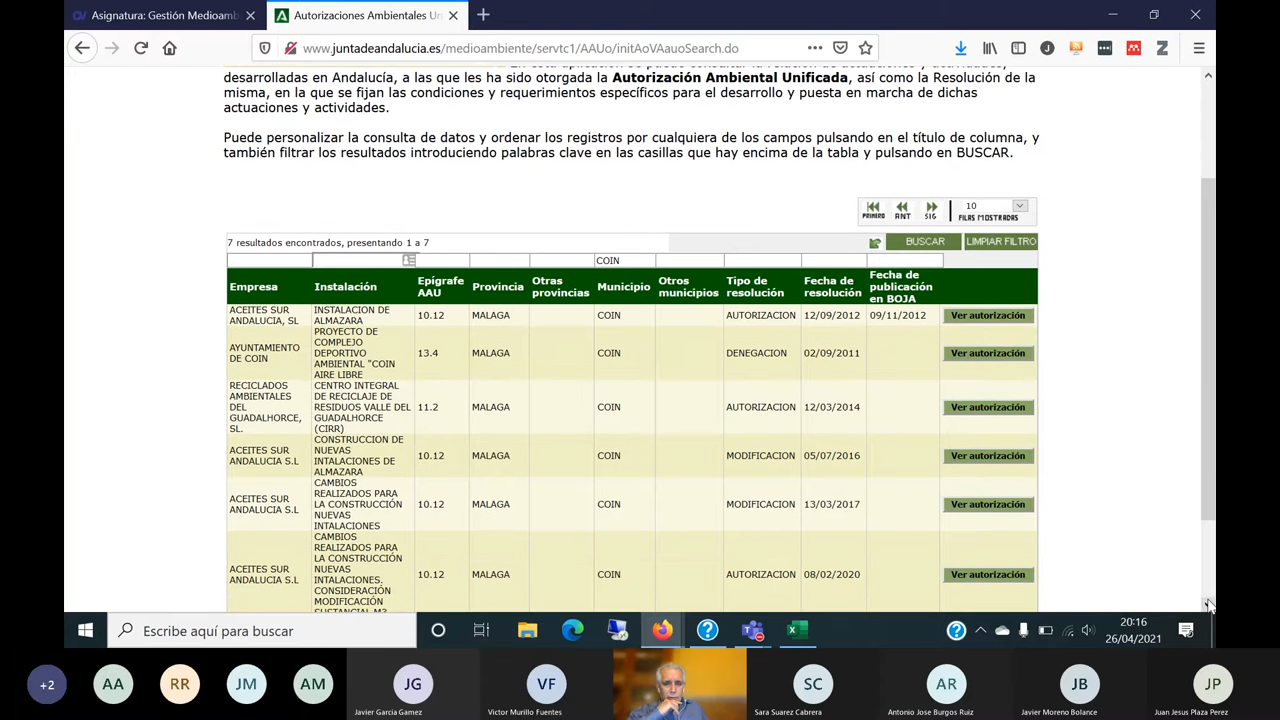 Asignatura: Gestión Medioamb
Autorizaciones Ambientales Un
www.juntadeandalucia.es/medioambiente/servtc1/AAUo/initAoVAauoSearch.do
desarrolladas en Andalucía, a las que les ha sido otorgada la Autorización Ambiental Unificada, así como la Resolución de la
misma, en la que se fijan las condiciones y requerimientos específicos para el desarrollo y puesta en marcha de dichas
actuaciones y actividades.
Puede personalizar la consulta de datos y ordenar los registros por cualquiera de los campos pulsando en el título de columna, y
también filtrar los resultados introduciendo palabras clave en las casillas que hay encima de la tabla y pulsando en BUSCAR.
PRIMERO ANT SIG 10 FILAS MOSTRADAS
7 resultados encontrados, presentando 1 a 7
BUSCAR LIMPIAR FILTRO
COIN
Empresa Instalación Epígrafe AAU Provincia Otras provincias Municipio Otros municipios Tipo de resolución Fecha de resolución Fecha de publicación en BOJA
ACEITES SUR ANDALUCIA, SL INSTALACION DE ALMAZARA 10.12 MALAGA COIN AUTORIZACION 12/09/2012 09/11/2012 Ver autorización
AYUNTAMIENTO DE COIN PROYECTO DE COMPLEJO DEPORTIVO AMBIENTAL "COIN AIRE LIBRE 13.4 MALAGA COIN DENEGACION 02/09/2011 Ver autorización
RECICLADOS AMBIENTALES DEL GUADALHORCE, SL. CENTRO INTEGRAL DE RECICLAJE DE RESIDUOS VALLE DEL GUADALHORCE (CIRR) 11.2 MALAGA COIN AUTORIZACION 12/03/2014 Ver autorización
ACEITES SUR ANDALUCIA S.L CONSTRUCCION DE NUEVAS INTALACIONES DE ALMAZARA 10.12 MALAGA COIN MODIFICACION 05/07/2016 Ver autorización
ACEITES SUR ANDALUCIA S.L CAMBIOS REALIZADOS PARA LA CONSTRUCCIÓN NUEVAS INTALACIONES 10.12 MALAGA COIN MODIFICACION 13/03/2017 Ver autorización
ACEITES SUR ANDALUCIA S.L CAMBIOS REALIZADOS PARA LA CONSTRUCCIÓN NUEVAS INTALACIONES. CONSIDERACIÓN MODIFICACIÓN 10.12 MALAGA COIN AUTORIZACION 08/02/2020 Ver autorización
Escribe aquí para buscar
20:16
26/04/2021
+2 AA RR JM AM JG VF SC AR JB JP
Javier Garcia Gamez
Victor Murillo Fuentes
Sara Suarez Cabrera
Antonio Jose Burgos Ruiz
Javier Moreno Bolance
Juan Jesus Plaza Perez